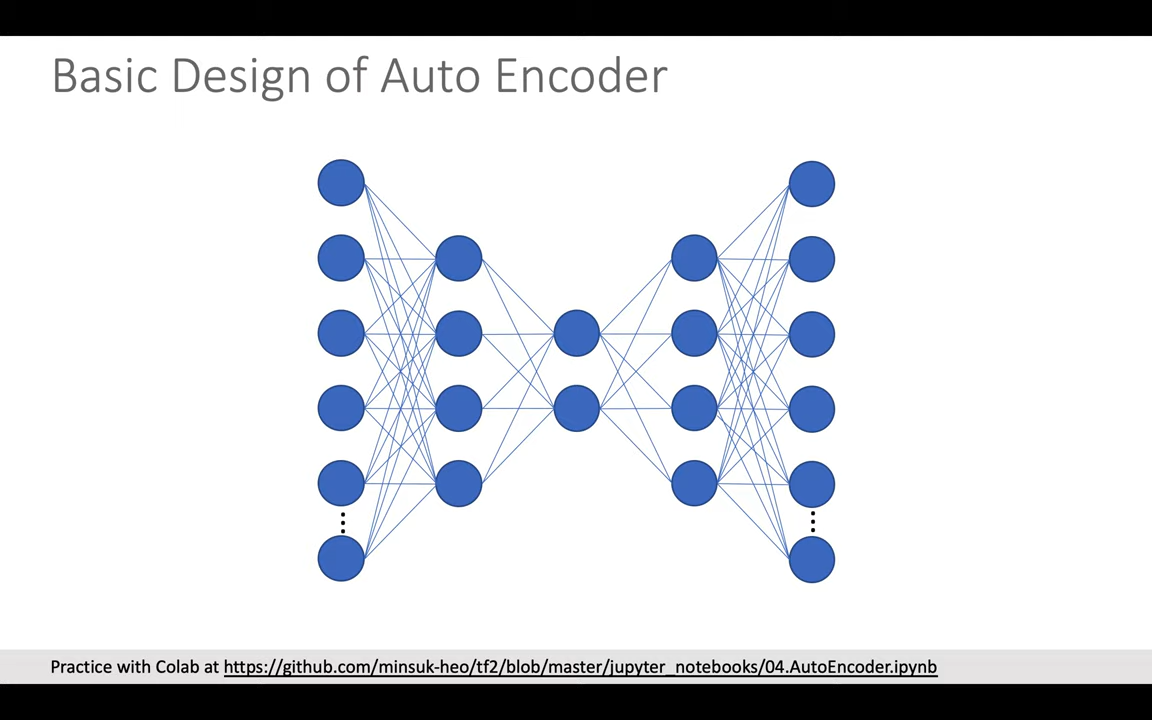 Basic Design of Auto Encoder
Practice with Colab at https://github.com/minsuk-heo/tf2/blob/master/jupyter_notebooks/04.AutoEncoder.ipynb